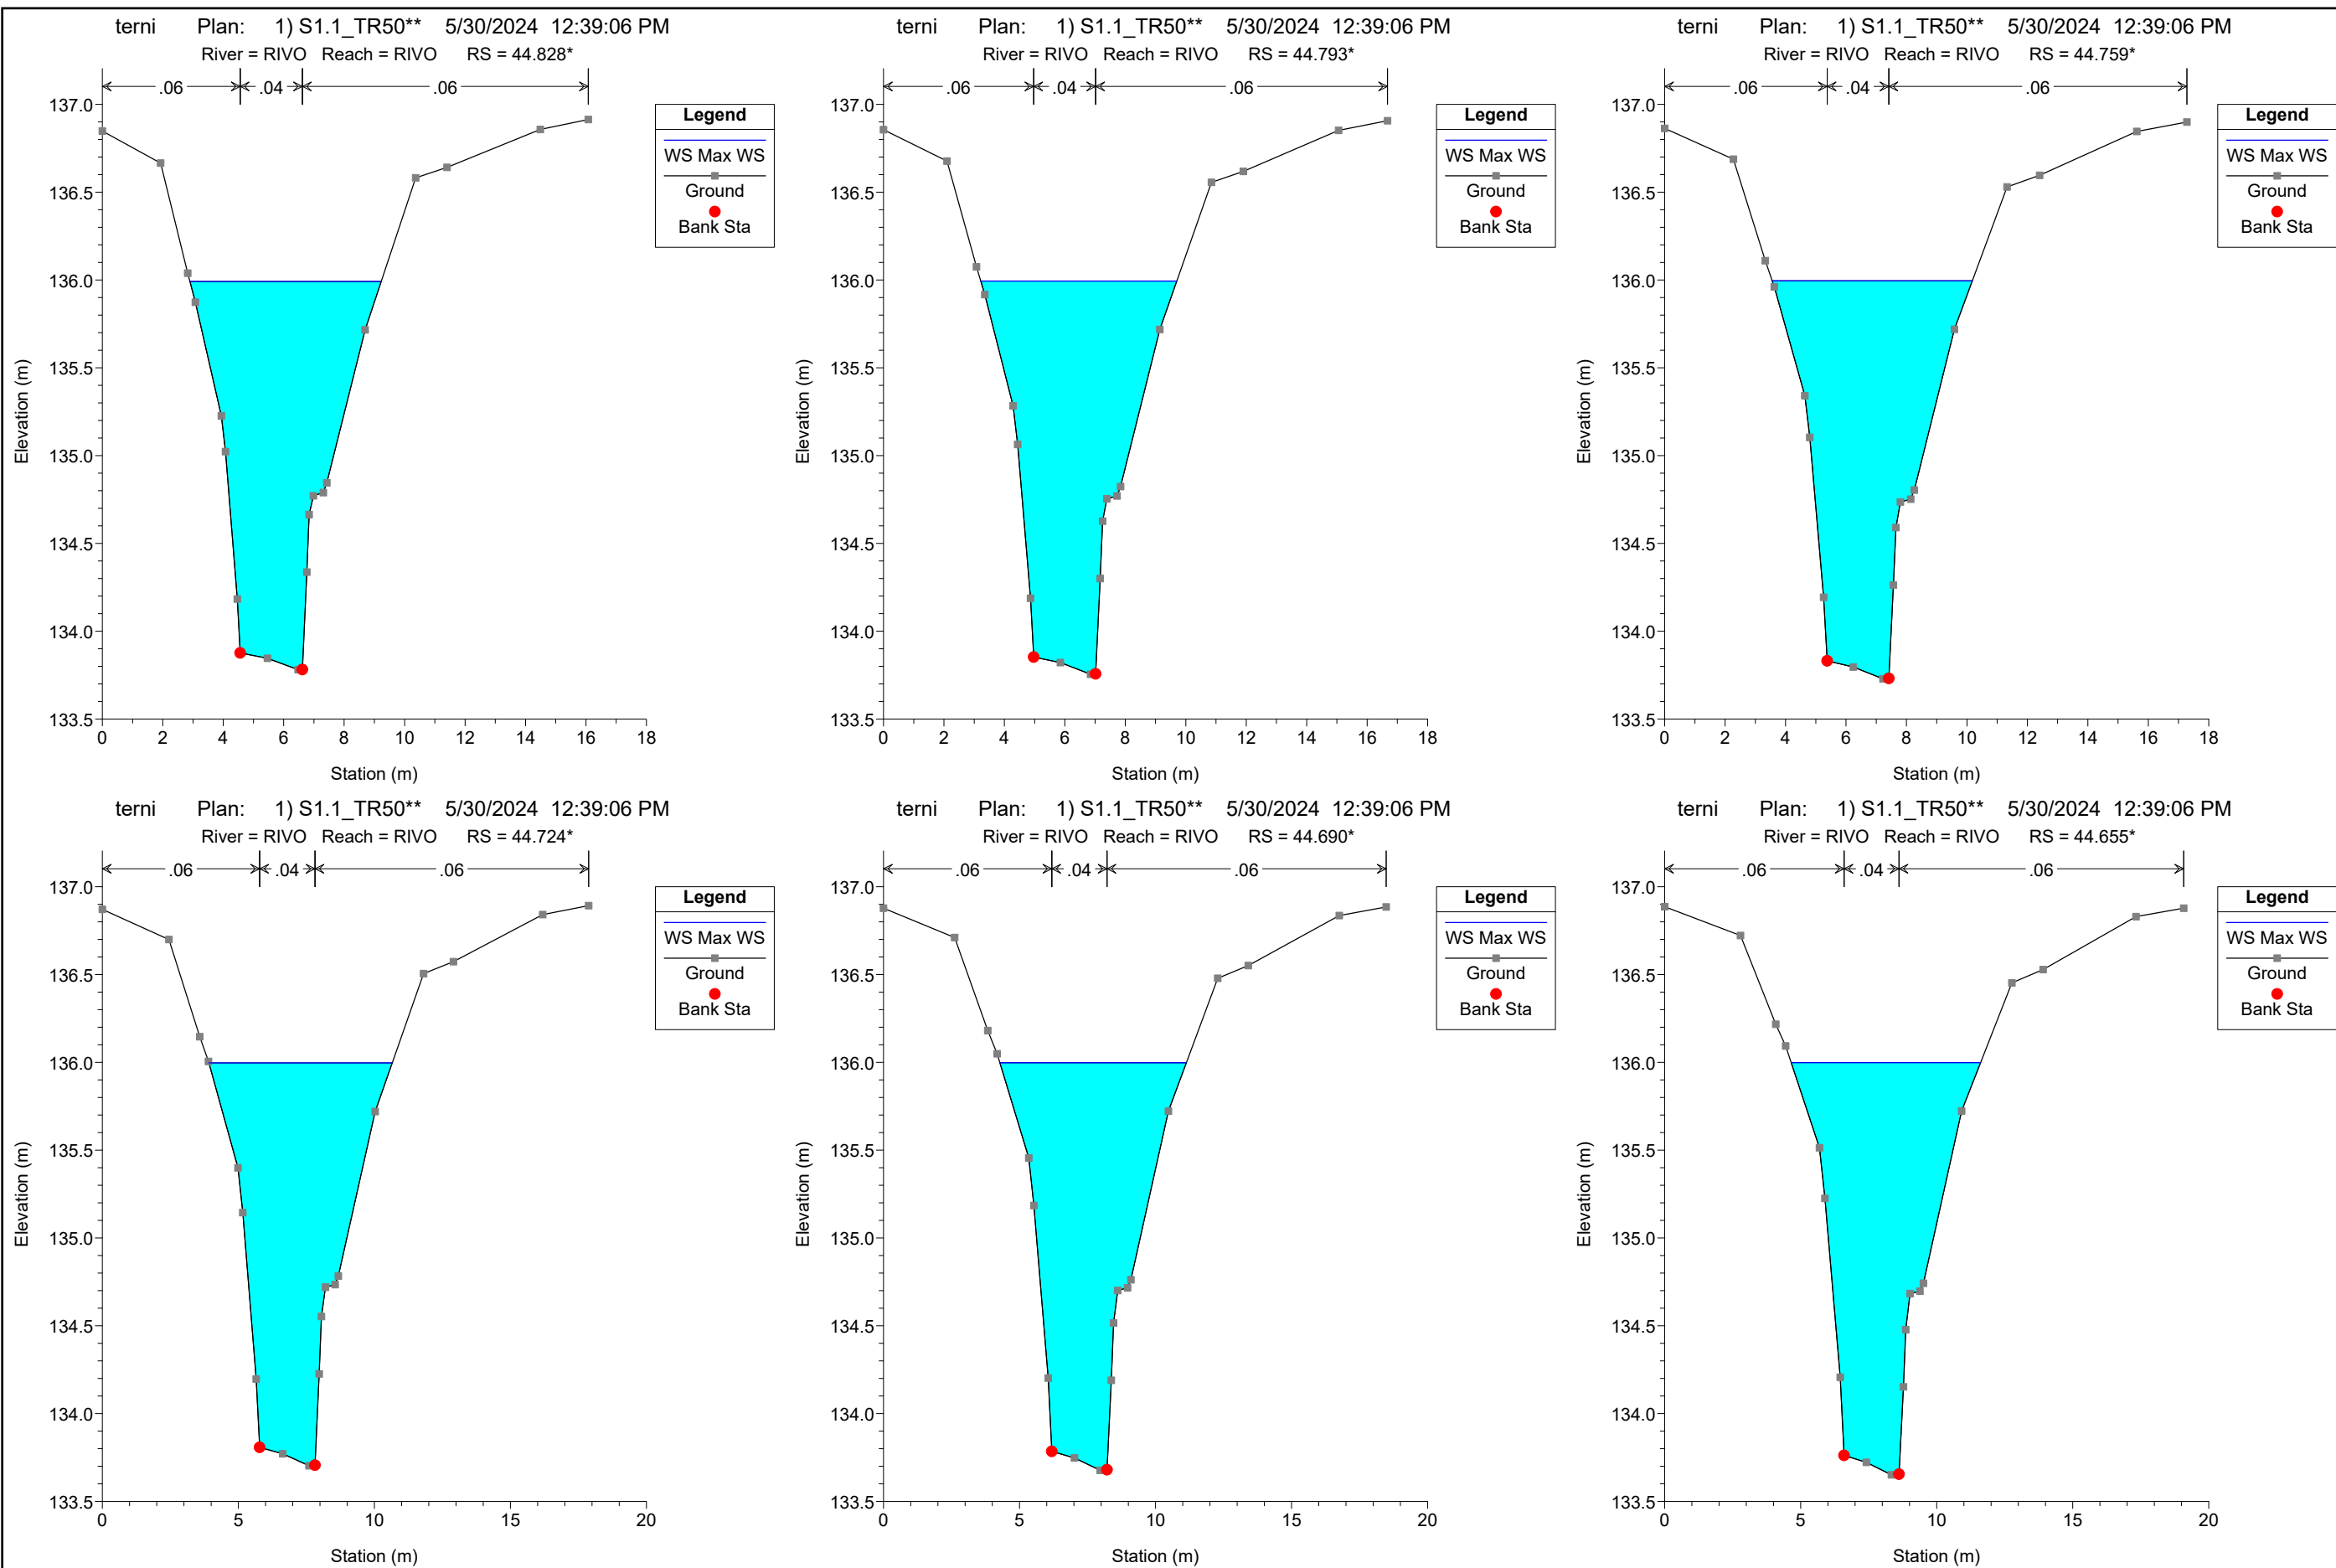 terni Plan: 1) S1.1_TR50** 5/30/2024 12:39:06 PM
River = RIVO Reach = RIVO RS = 44.828*
.06 .04 .06
137.0
136.5
136.0
135.5
135.0
134.5
134.0
133.5
0 2 4 6 8 10 12 14 16 18
Station (m)
Elevation (m)
Legend
WS Max WS
Ground
Bank Sta
terni Plan: 1) S1.1_TR50** 5/30/2024 12:39:06 PM
River = RIVO Reach = RIVO RS = 44.793*
.06 .04 .06
137.0
136.5
136.0
135.5
135.0
134.5
134.0
133.5
0 2 4 6 8 10 12 14 16 18
Station (m)
Elevation (m)
Legend
WS Max WS
Ground
Bank Sta
terni Plan: 1) S1.1_TR50** 5/30/2024 12:39:06 PM
River = RIVO Reach = RIVO RS = 44.759*
.06 .04 .06
137.0
136.5
136.0
135.5
135.0
134.5
134.0
133.5
0 2 4 6 8 10 12 14 16 18
Station (m)
Elevation (m)
Legend
WS Max WS
Ground
Bank Sta
terni Plan: 1) S1.1_TR50** 5/30/2024 12:39:06 PM
River = RIVO Reach = RIVO RS = 44.724*
.06 .04 .06
137.0
136.5
136.0
135.5
135.0
134.5
134.0
133.5
0 5 10 15 20
Station (m)
Elevation (m)
Legend
WS Max WS
Ground
Bank Sta
terni Plan: 1) S1.1_TR50** 5/30/2024 12:39:06 PM
River = RIVO Reach = RIVO RS = 44.690*
.06 .04 .06
137.0
136.5
136.0
135.5
135.0
134.5
134.0
133.5
0 5 10 15 20
Station (m)
Elevation (m)
Legend
WS Max WS
Ground
Bank Sta
terni Plan: 1) S1.1_TR50** 5/30/2024 12:39:06 PM
River = RIVO Reach = RIVO RS = 44.655*
.06 .04 .06
137.0
136.5
136.0
135.5
135.0
134.5
134.0
133.5
0 5 10 15 20
Station (m)
Elevation (m)
Legend
WS Max WS
Ground
Bank Sta